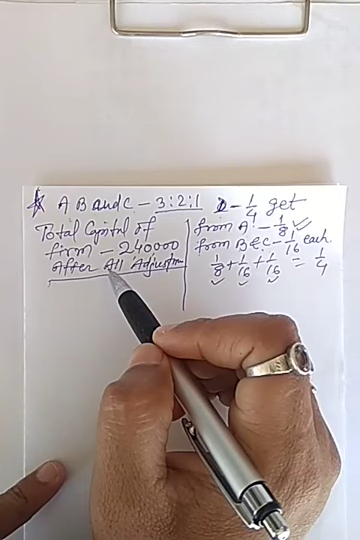 A B and C - 3:2:1 D - 1/4 get
Total Capital of
firm - 240000
After All Adjustm
from A - 1/8 ✓
from B & C - 1/16 each.
1/8 + 1/16 + 1/16 = 1/4